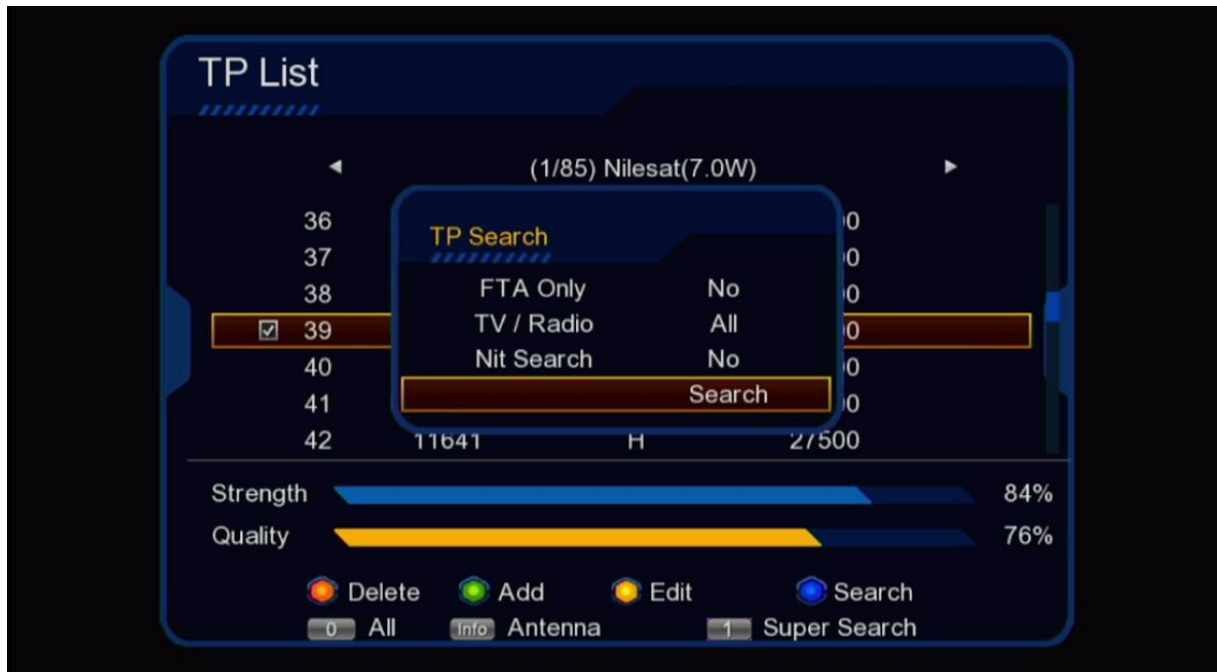 TP List
(1/85) Nilesat(7.0W)
36
37
38
39
40
41
42 11641 H 27500
TP Search
FTA Only No
TV / Radio All
Nit Search No
Search
Strength 84%
Quality 76%
Delete Add Edit Search
0 All Info Antenna 1 Super Search